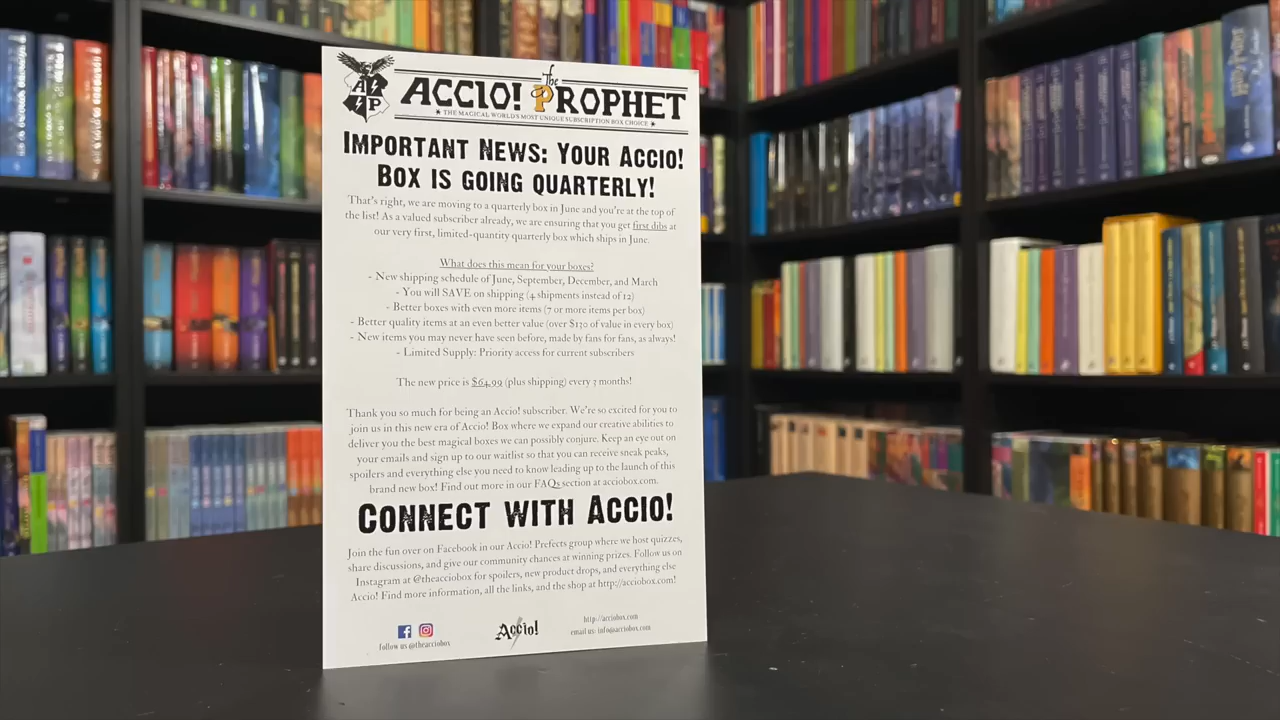 A P
The
ACCIO! PROPHET
★ THE MAGICAL WORLD'S MOST UNIQUE SUBSCRIPTION BOX CHOICE ★
IMPORTANT NEWS: YOUR ACCIO!
BOX IS GOING QUARTERLY!
That's right, we are moving to a quarterly box in June and you're at the top of
the list! As a valued subscriber already, we are ensuring that you get first dibs at
our very first, limited-quantity quarterly box which ships in June.
What does this mean for your boxes?
- New shipping schedule of June, September, December, and March
- You will SAVE on shipping (4 shipments instead of 12)
- Better boxes with even more items (7 or more items per box)
- Better quality items at an even better value (over $130 of value in every box)
- New items you may never have seen before, made by fans for fans, as always!
- Limited Supply: Priority access for current subscribers
The new price is $64.99 (plus shipping) every 3 months!
Thank you so much for being an Accio! subscriber. We're so excited for you to
join us in this new era of Accio! Box where we expand our creative abilities to
deliver you the best magical boxes we can possibly conjure. Keep an eye out on
your emails and sign up to our waitlist so that you can receive sneak peaks,
spoilers and everything else you need to know leading up to the launch of this
brand new box! Find out more in our FAQs section at acciobox.com.
CONNECT WITH ACCIO!
Join the fun over on Facebook in our Accio! Prefects group where we host quizzes,
share discussions, and give our community chances at winning prizes. Follow us on
Instagram at @theacciobox for spoilers, new product drops, and everything else
Accio! Find more information, all the links, and the shop at http://acciobox.com!
follow us @theacciobox
Accio!
http://acciobox.com
email us: info@acciobox.com